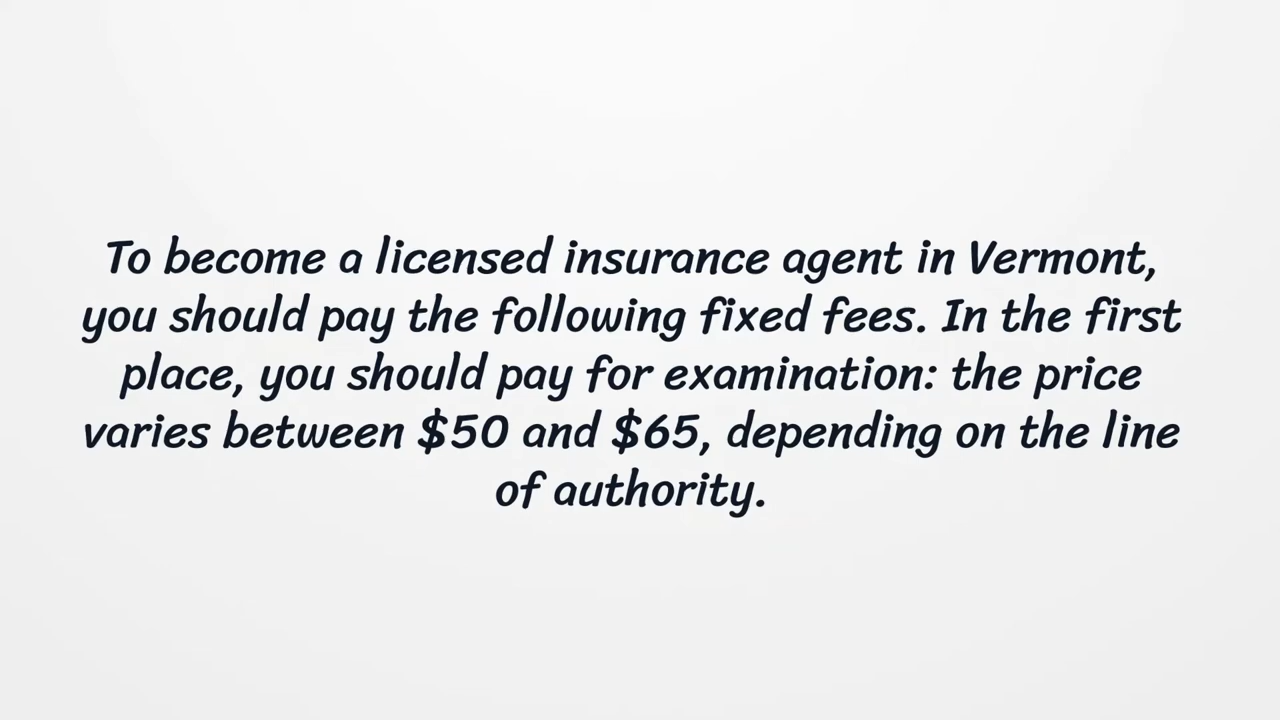 To become a licensed insurance agent in Vermont,
you should pay the following fixed fees. In the first
place, you should pay for examination: the price
varies between $50 and $65, depending on the line
of authority.